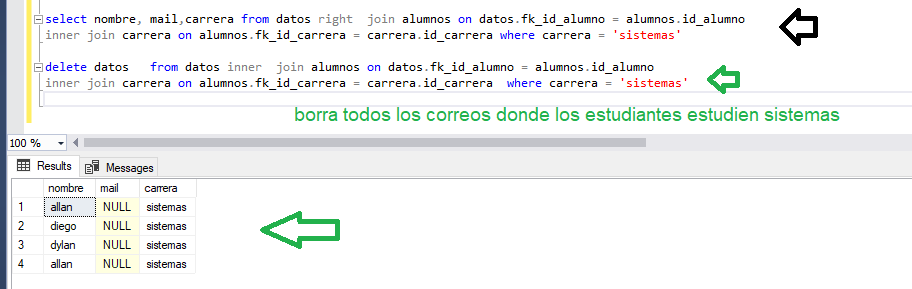 select nombre, mail,carrera from datos right  join alumnos on datos.fk_id_alumno = alumnos.id_alumno
inner join carrera on alumnos.fk_id_carrera = carrera.id_carrera where carrera = 'sistemas'
delete datos   from datos inner  join alumnos on datos.fk_id_alumno = alumnos.id_alumno
inner join carrera on alumnos.fk_id_carrera = carrera.id_carrera  where carrera = 'sistemas'
borra todos los correos donde los estudiantes estudien sistemas
100 %
Results Messages
nombre mail carrera
1 allan NULL sistemas
2 diego NULL sistemas
3 dylan NULL sistemas
4 allan NULL sistemas